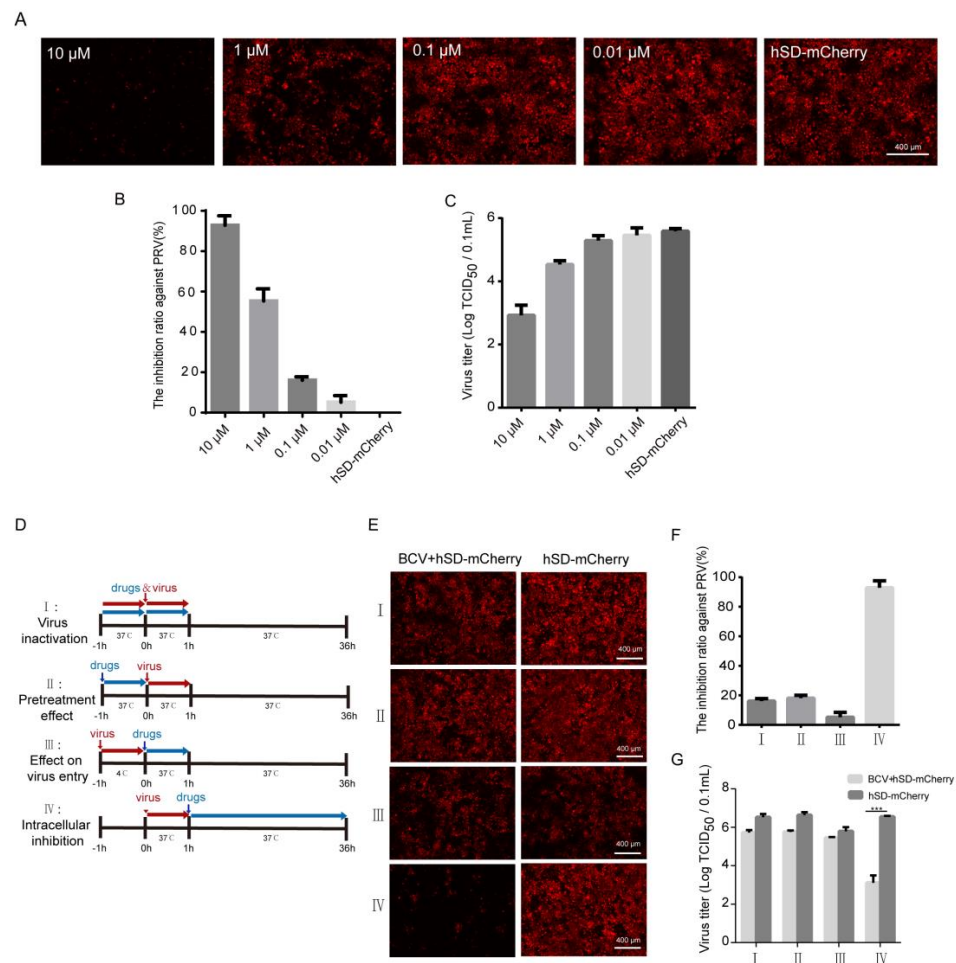 A
10 μM
1 μM
0.1 μM
0.01 μM
hSD-mCherry
400 μm
B
The inhibition ratio against PRV(%)
100
80
60
40
20
0
10 μM
1 μM
0.1 μM
0.01 μM
hSD-mCherry
C
Virus titer (Log TCID50 / 0.1mL)
6
4
2
0
10 μM
1 μM
0.1 μM
0.01 μM
hSD-mCherry
D
drugs & virus
Ⅰ:
Virus
inactivation
37℃ 37℃ 37℃
-1h 0h 1h 36h
drugs virus
Ⅱ:
Pretreatment
effect
37℃ 37℃ 37℃
-1h 0h 1h 36h
virus drugs
Ⅲ:
Effect on
virus entry
4℃ 37℃ 37℃
-1h 0h 1h 36h
virus drugs
Ⅳ:
Intracellular
inhibition
37℃ 37℃
-1h 0h 1h 36h
E
BCV+hSD-mCherry hSD-mCherry
Ⅰ
400 μm
Ⅱ
400 μm
Ⅲ
400 μm
Ⅳ
400 μm
F
The inhibition ratio against PRV(%)
100
80
60
40
20
0
Ⅰ Ⅱ Ⅲ Ⅳ
G
BCV+hSD-mCherry
hSD-mCherry
Virus titer (Log TCID50 / 0.1mL)
9
6
3
0
***
Ⅰ Ⅱ Ⅲ Ⅳ